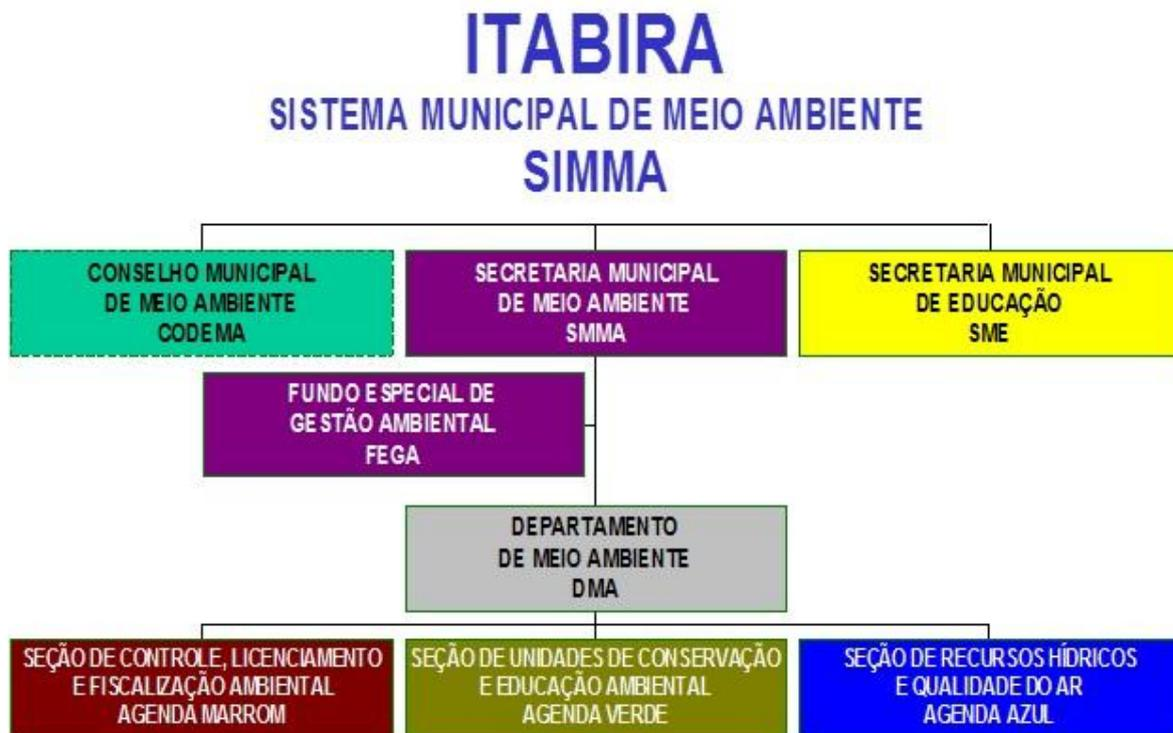 ITABIRA
SISTEMA MUNICIPAL DE MEIO AMBIENTE
SIMMA
CONSELHO MUNICIPAL
DE MEIO AMBIENTE
CODEMA
SECRETARIA MUNICIPAL
DE MEIO AMBIENTE
SMMA
SECRETARIA MUNICIPAL
DE EDUCAÇÃO
SME
FUNDO ESPECIAL DE
GESTÃO AMBIENTAL
FEGA
DEPARTAMENTO
DE MEIO AMBIENTE
DMA
SEÇÃO DE CONTROLE, LICENCIAMENTO
E FISCALIZAÇÃO AMBIENTAL
AGENDA MARROM
SEÇÃO DE UNIDADES DE CONSERVAÇÃO
E EDUCAÇÃO AMBIENTAL
AGENDA VERDE
SEÇÃO DE RECURSOS HÍDRICOS
E QUALIDADE DO AR
AGENDA AZUL